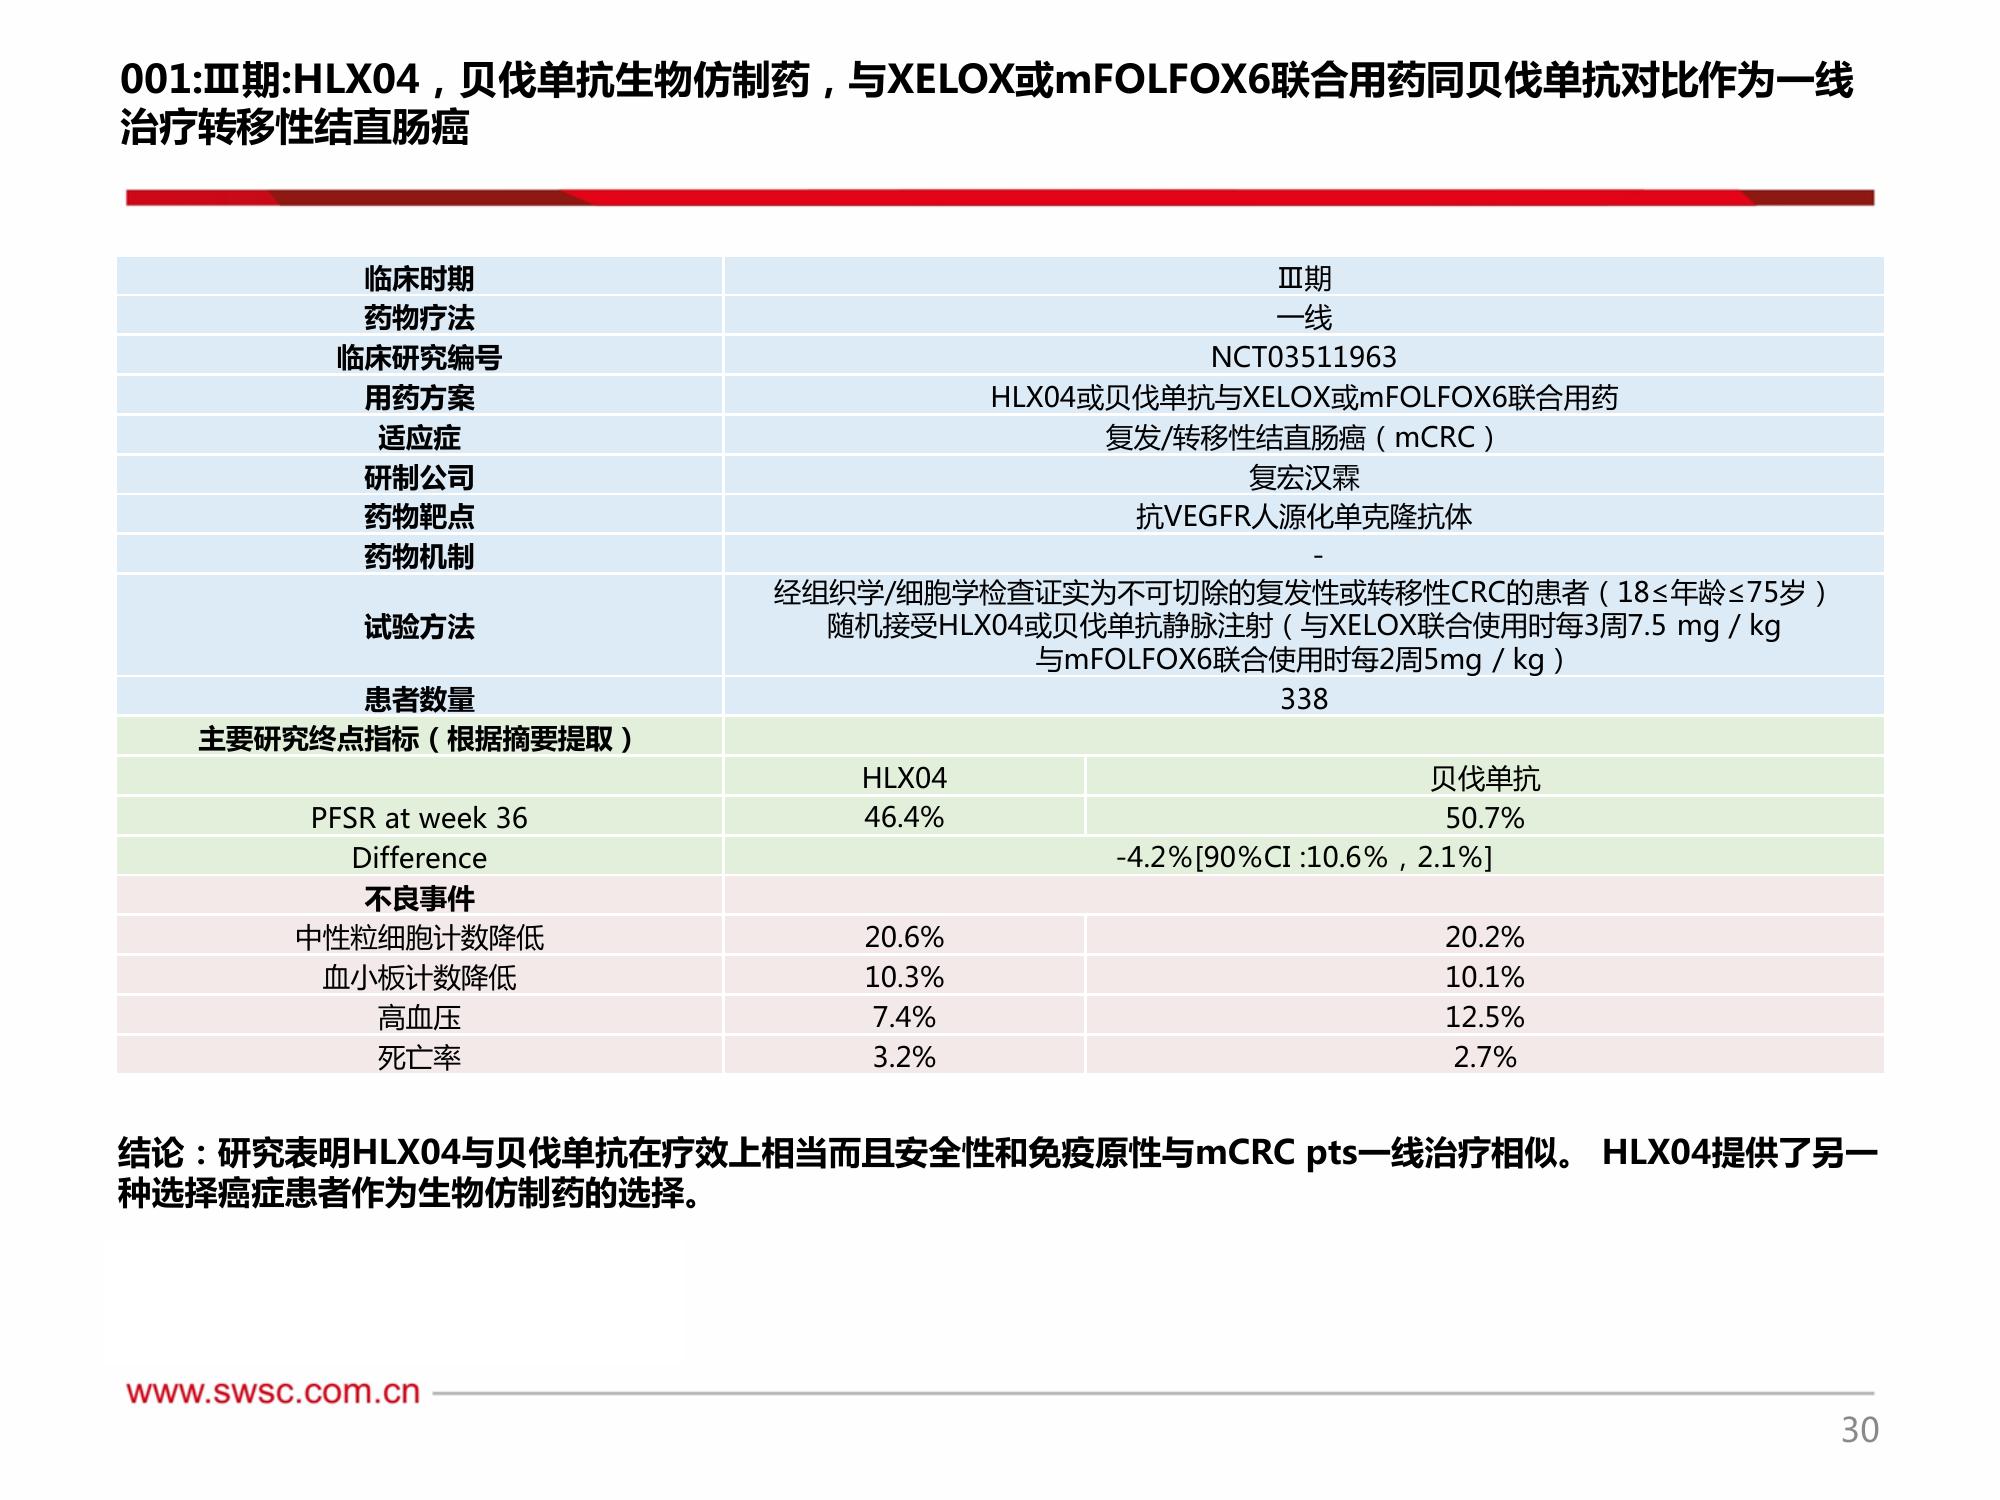 001:Ⅲ期:HLX04，贝伐单抗生物仿制药，与XELOX或mFOLFOX6联合用药同贝伐单抗对比作为一线
治疗转移性结直肠癌
临床时期 Ⅲ期
药物疗法 一线
临床研究编号 NCT03511963
用药方案 HLX04或贝伐单抗与XELOX或mFOLFOX6联合用药
适应症 复发/转移性结直肠癌（mCRC）
研制公司 复宏汉霖
药物靶点 抗VEGFR人源化单克隆抗体
药物机制 -
试验方法 经组织学/细胞学检查证实为不可切除的复发性或转移性CRC的患者（18≤年龄≤75岁）
随机接受HLX04或贝伐单抗静脉注射（与XELOX联合使用时每3周7.5 mg / kg
与mFOLFOX6联合使用时每2周5mg / kg）
患者数量 338
主要研究终点指标（根据摘要提取）
HLX04 贝伐单抗
PFSR at week 36 46.4% 50.7%
Difference -4.2%[90%CI :10.6%，2.1%]
不良事件
中性粒细胞计数降低 20.6% 20.2%
血小板计数降低 10.3% 10.1%
高血压 7.4% 12.5%
死亡率 3.2% 2.7%
结论：研究表明HLX04与贝伐单抗在疗效上相当而且安全性和免疫原性与mCRC pts一线治疗相似。 HLX04提供了另一
种选择癌症患者作为生物仿制药的选择。
www.swsc.com.cn
30